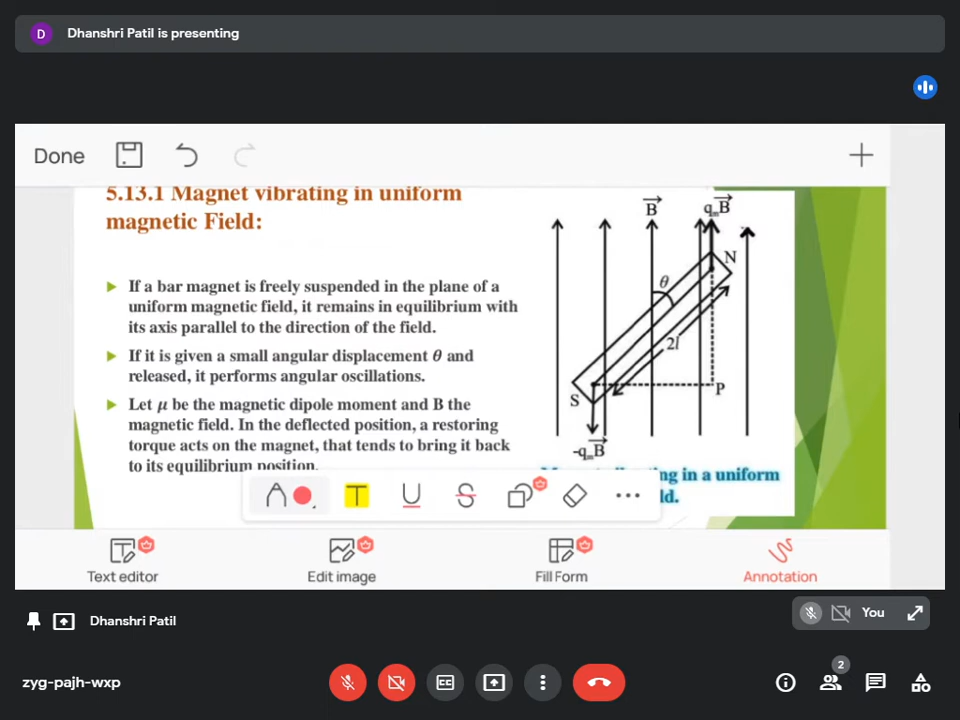 D
Dhanshri Patil is presenting
Done
5.13.1 Magnet vibrating in uniform
magnetic Field:
If a bar magnet is freely suspended in the plane of a
uniform magnetic field, it remains in equilibrium with
its axis parallel to the direction of the field.
If it is given a small angular displacement θ and
released, it performs angular oscillations.
Let μ be the magnetic dipole moment and B the
magnetic field. In the deflected position, a restoring
torque acts on the magnet, that tends to bring it back
to its equilibrium position.
B
qmB
N
θ
2l
S
P
-qmB
ng in a uniform
ld.
T
U
S
Text editor
Edit image
Fill Form
Annotation
Dhanshri Patil
You
zyg-pajh-wxp
CC
2